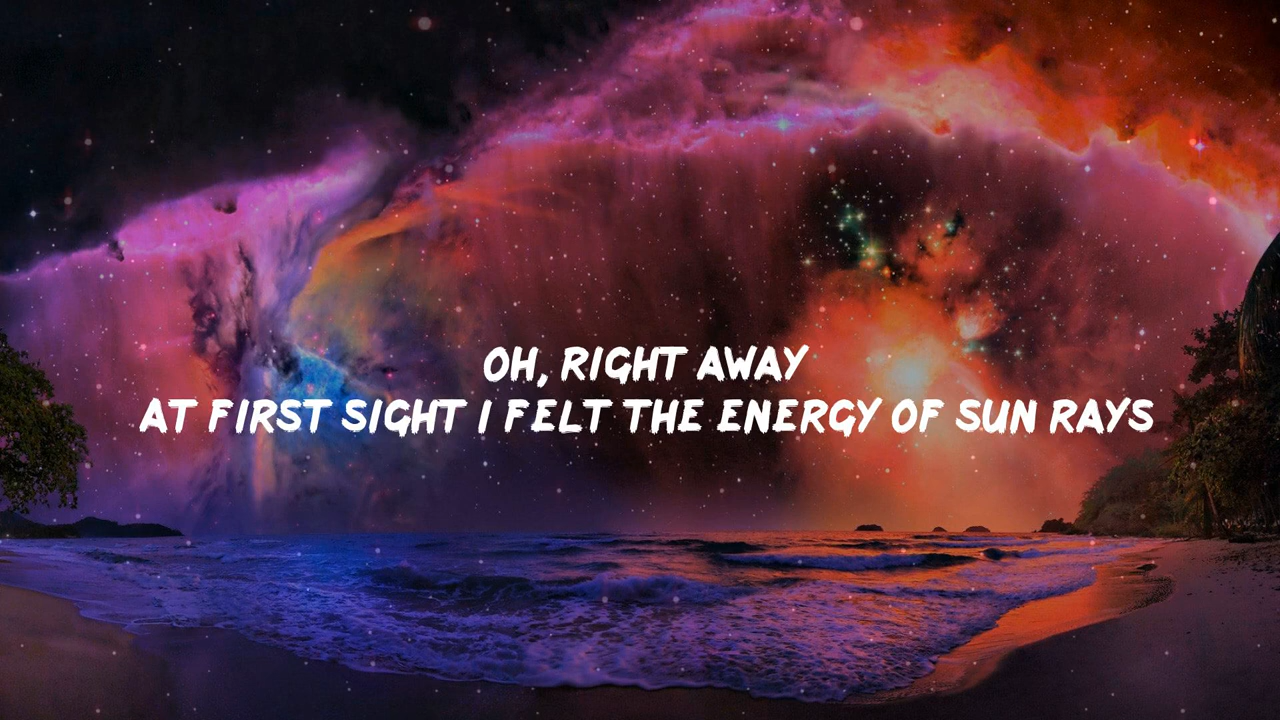 OH, RIGHT AWAY
AT FIRST SIGHT I FELT THE ENERGY OF SUN RAYS